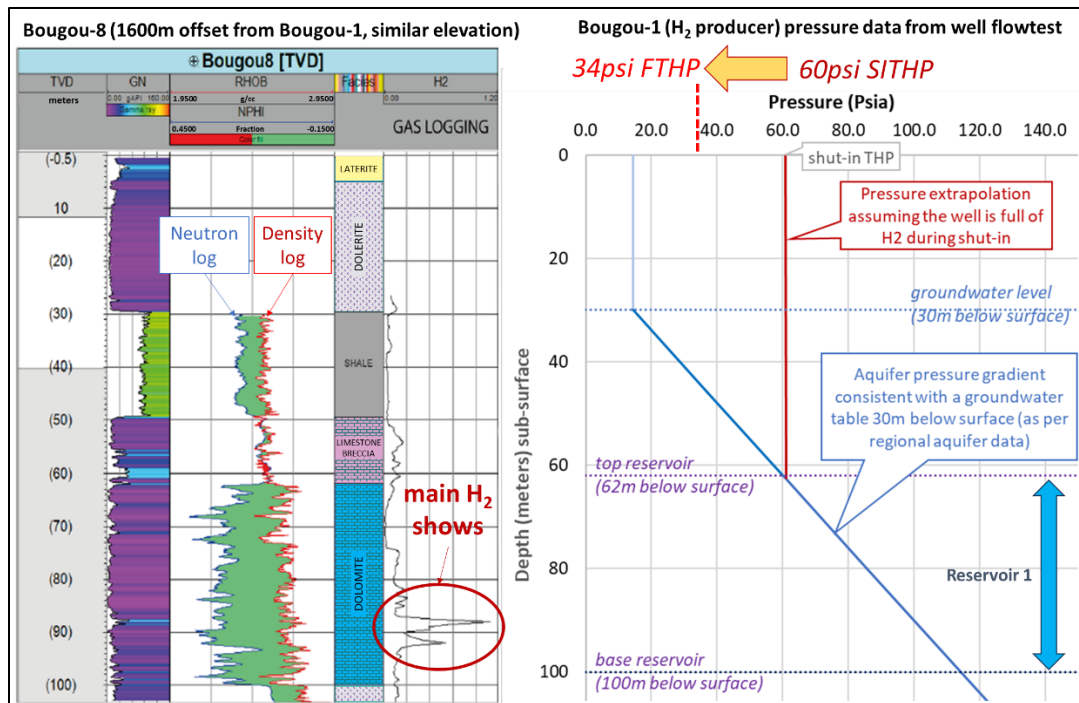 Bougou-8 (1600m offset from Bougou-1, similar elevation)
⊕ Bougou8 [TVD]
TVD
GN
RHOB
Facies
H2
meters
0.00 gAPI 160.00
Gamma ray
1.9500 g/cc 2.9500
NPHI
0.4500 Fraction -0.1500
Color fill
0.00 1.20
GAS LOGGING
(-0.5)
10
(20)
(30)
(40)
(50)
(60)
(70)
(80)
(90)
(100)
Neutron
log
Density
log
LATERITE
DOLERITE
SHALE
LIMESTONE
BRECCIA
DOLOMITE
main H2
shows
Bougou-1 (H2 producer) pressure data from well flowtest
34psi FTHP
60psi SITHP
Pressure (Psia)
0.0 20.0 40.0 60.0 80.0 100.0 120.0 140.0
Depth (meters) sub-surface
0
20
40
60
80
100
shut-in THP
Pressure extrapolation
assuming the well is full of
H2 during shut-in
groundwater level
(30m below surface)
Aquifer pressure gradient
consistent with a groundwater
table 30m below surface (as per
regional aquifer data)
top reservoir
(62m below surface)
Reservoir 1
base reservoir
(100m below surface)